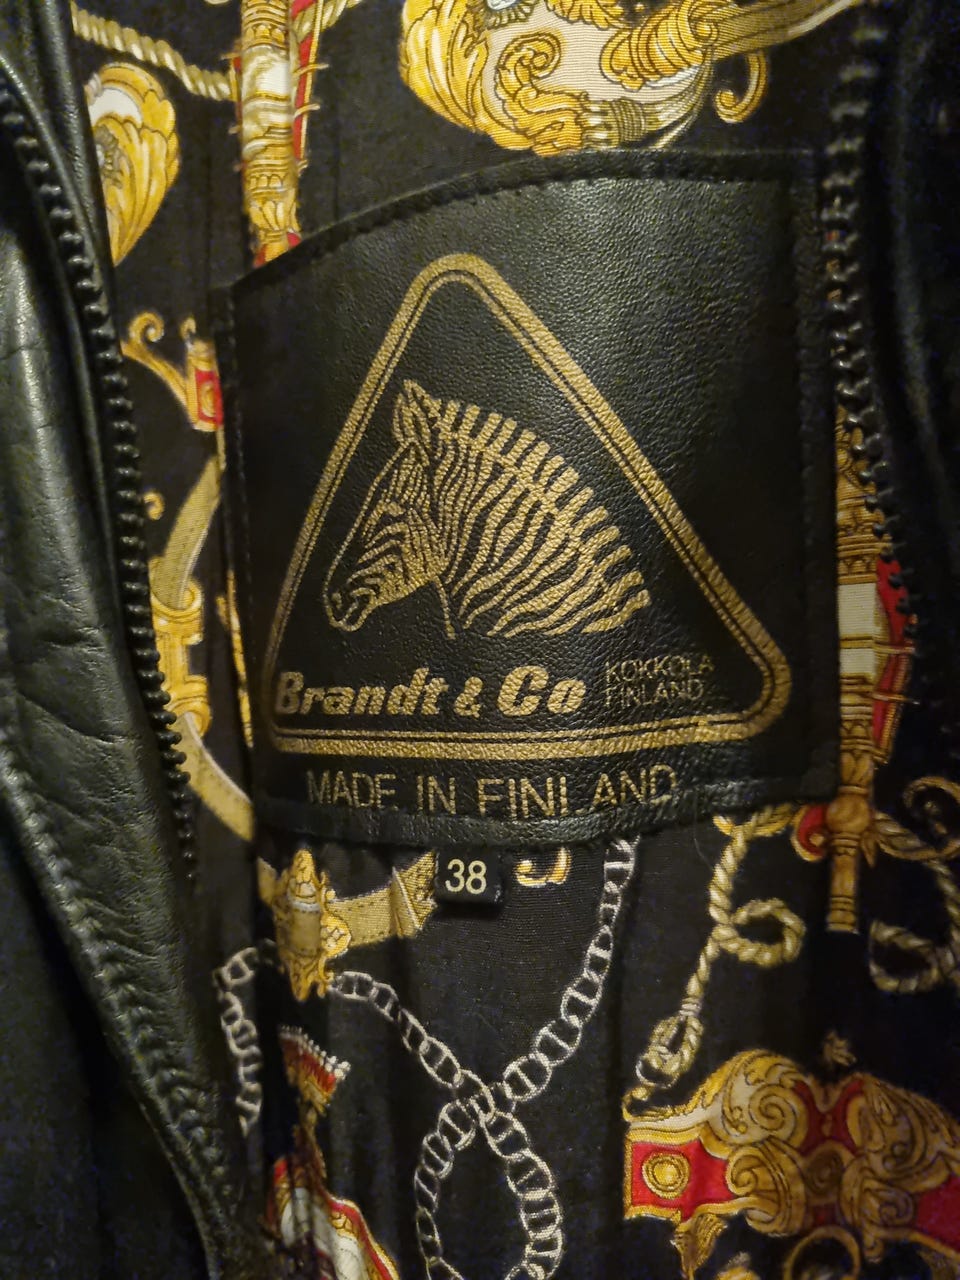 Brandt & Co
KOKKOLA
FINLAND
MADE IN FINLAND
38